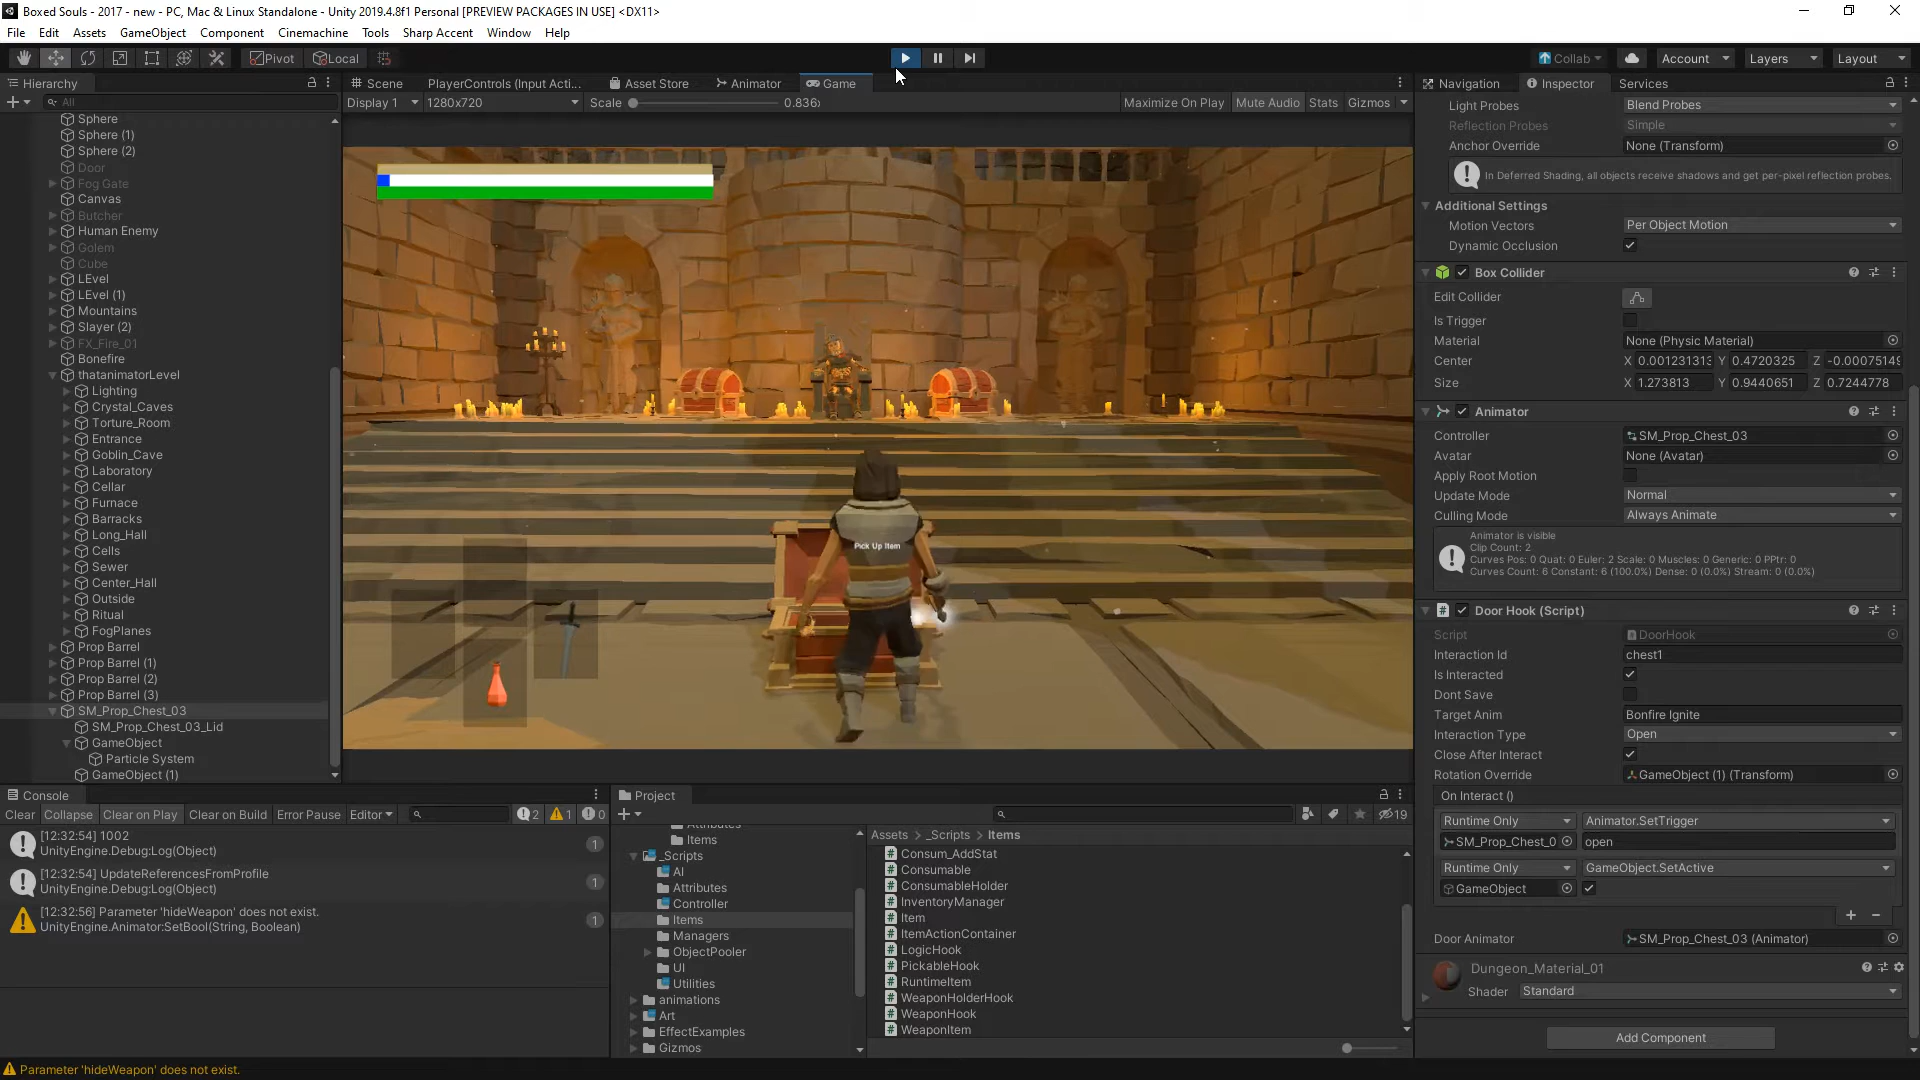 Boxed Souls - 2017 - new - PC, Mac & Linux Standalone - Unity 2019.4.8f1 Personal [PREVIEW PACKAGES IN USE] <DX11>
File Edit Assets GameObject Component Cinemachine Tools Sharp Accent Window Help
Pivot Local Collab Account Layers Layout
Hierarchy
All
Sphere
Sphere (1)
Sphere (2)
Door
Fog Gate
Canvas
Butcher
Human Enemy
Golem
Cube
LEvel
LEvel (1)
Mountains
Slayer (2)
FX_Fire_01
Bonefire
thatanimatorLevel
Lighting
Crystal_Caves
Torture_Room
Entrance
Goblin_Cave
Laboratory
Cellar
Furnace
Barracks
Long_Hall
Cells
Sewer
Center_Hall
Outside
Ritual
FogPlanes
Prop Barrel
Prop Barrel (1)
Prop Barrel (2)
Prop Barrel (3)
SM_Prop_Chest_03
SM_Prop_Chest_03_Lid
GameObject
Particle System
GameObject (1)
Scene PlayerControls (Input Acti... Asset Store Animator Game
Display 1 1280x720 Scale 0.836x Maximize On Play Mute Audio Stats Gizmos
Pick Up Item
Navigation Inspector Services
Light Probes Blend Probes
Reflection Probes Simple
Anchor Override None (Transform)
In Deferred Shading, all objects receive shadows and get per-pixel reflection probes.
Additional Settings
Motion Vectors Per Object Motion
Dynamic Occlusion
Box Collider
Edit Collider
Is Trigger
Material None (Physic Material)
Center X 0.001231313 Y 0.4720325 Z -0.00075149
Size X 1.273813 Y 0.9440651 Z 0.7244778
Animator
Controller SM_Prop_Chest_03
Avatar None (Avatar)
Apply Root Motion
Update Mode Normal
Culling Mode Always Animate
Animator is visible
Clip Count: 2
Curves Pos: 0 Quat: 0 Euler: 2 Scale: 0 Muscles: 0 Generic: 0 PPtr: 0
Curves Count: 6 Constant: 6 (100.0%) Dense: 0 (0.0%) Stream: 0 (0.0%)
# Door Hook (Script)
Script DoorHook
Interaction Id chest1
Is Interacted
Dont Save
Target Anim Bonfire Ignite
Interaction Type Open
Close After Interact
Rotation Override GameObject (1) (Transform)
On Interact ()
Runtime Only Animator.SetTrigger
SM_Prop_Chest_0 open
Runtime Only GameObject.SetActive
GameObject
Door Animator SM_Prop_Chest_03 (Animator)
Dungeon_Material_01
Shader Standard
Add Component
Console
Clear Collapse Clear on Play Clear on Build Error Pause Editor 2 1 0
[12:32:54] 1002
UnityEngine.Debug:Log(Object)
1
[12:32:54] UpdateReferencesFromProfile
UnityEngine.Debug:Log(Object)
1
[12:32:56] Parameter 'hideWeapon' does not exist.
UnityEngine.Animator:SetBool(String, Boolean)
1
Project
19
Attributes
Items
_Scripts
AI
Attributes
Controller
Items
Managers
ObjectPooler
UI
Utilities
animations
Art
EffectExamples
Gizmos
Assets > _Scripts > Items
# Consum_AddStat
# Consumable
# ConsumableHolder
# InventoryManager
# Item
# ItemActionContainer
# LogicHook
# PickableHook
# RuntimeItem
# WeaponHolderHook
# WeaponHook
# WeaponItem
Parameter 'hideWeapon' does not exist.